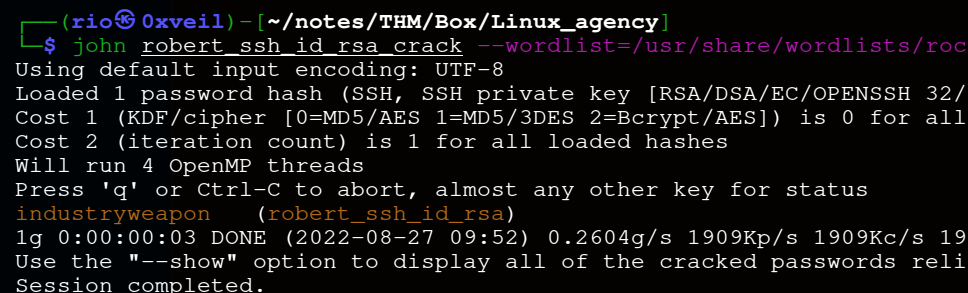 ┌──(rio㉿0xveil)-[~/notes/THM/Box/Linux_agency]
└─$ john robert_ssh_id_rsa_crack --wordlist=/usr/share/wordlists/roc
Using default input encoding: UTF-8
Loaded 1 password hash (SSH, SSH private key [RSA/DSA/EC/OPENSSH 32/
Cost 1 (KDF/cipher [0=MD5/AES 1=MD5/3DES 2=Bcrypt/AES]) is 0 for all
Cost 2 (iteration count) is 1 for all loaded hashes
Will run 4 OpenMP threads
Press 'q' or Ctrl-C to abort, almost any other key for status
industryweapon   (robert_ssh_id_rsa)
1g 0:00:00:03 DONE (2022-08-27 09:52) 0.2604g/s 1909Kp/s 1909Kc/s 19
Use the "--show" option to display all of the cracked passwords reli
Session completed.